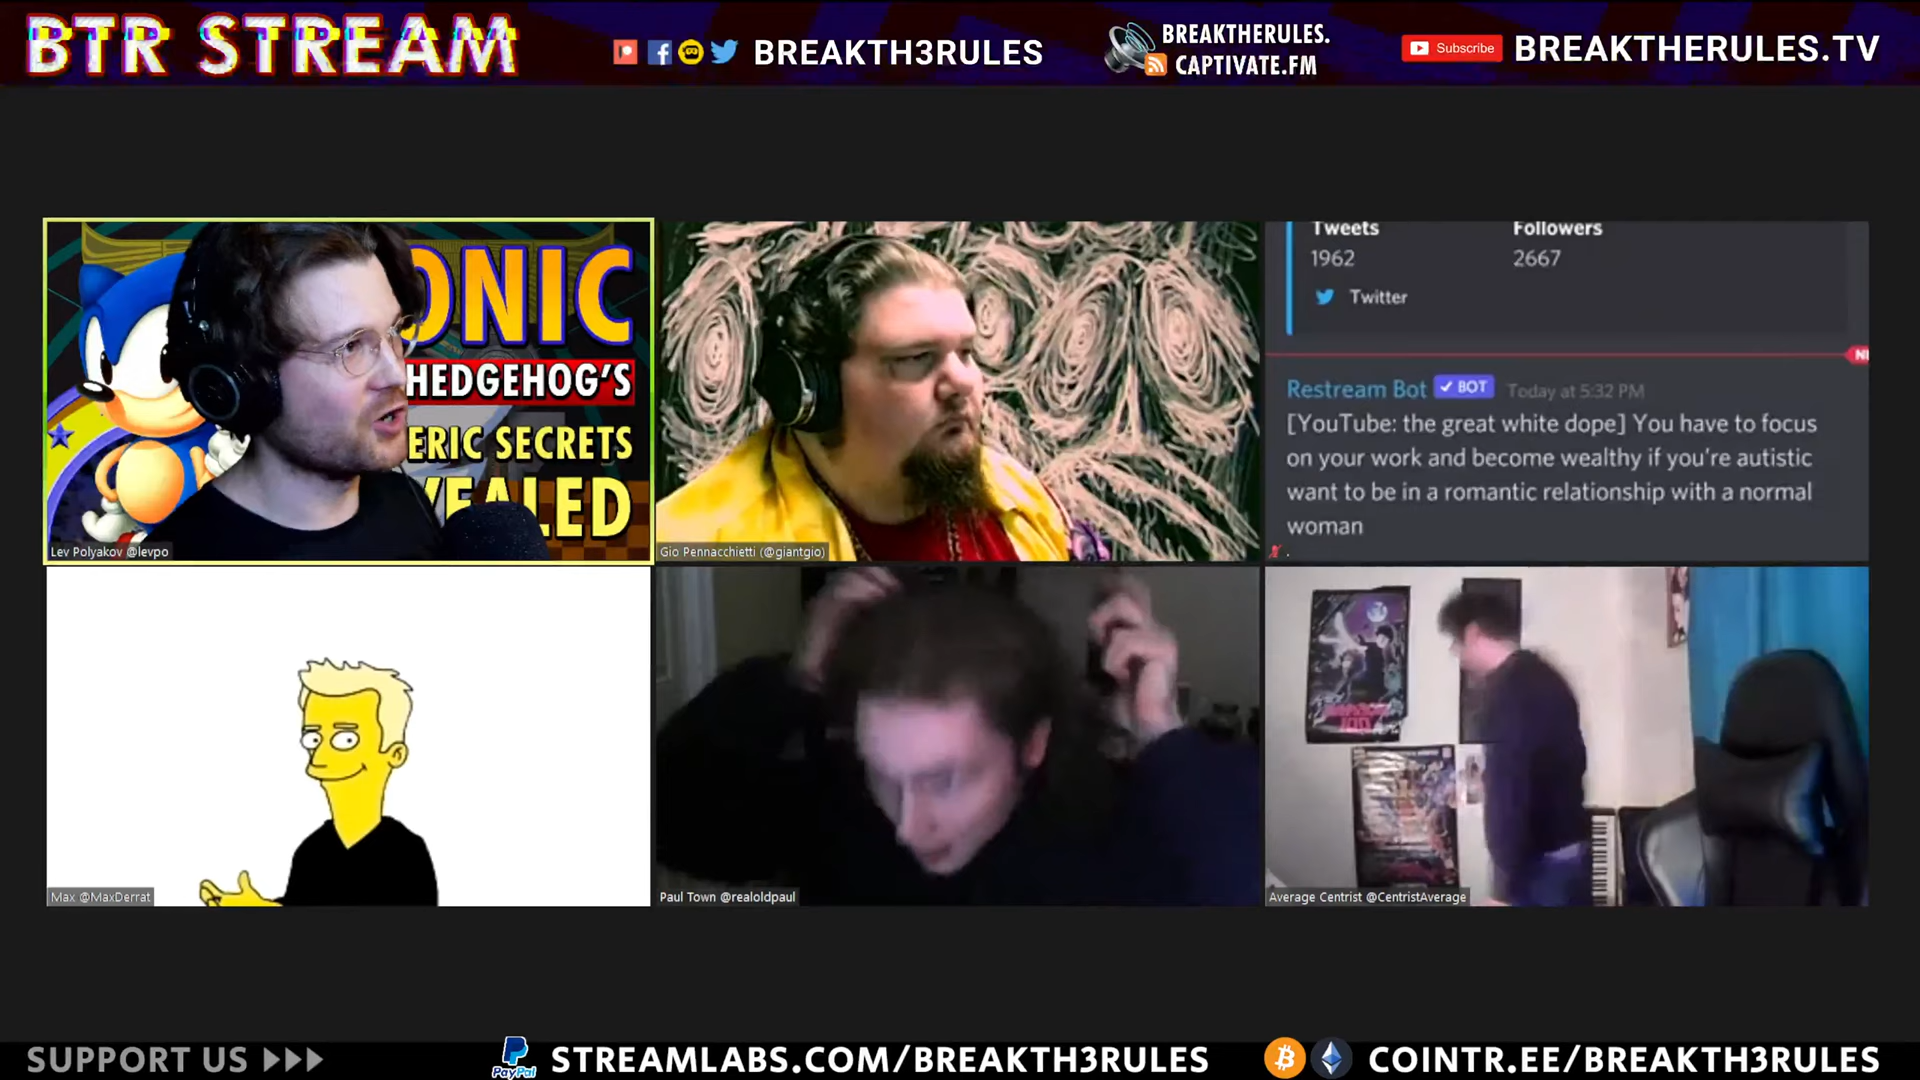 BTR STREAM
BREAKTH3RULES
BREAKTHERULES.
CAPTIVATE.FM
Subscribe
BREAKTHERULES.TV
ONIC
HEDGEHOG'S
ERIC SECRETS
EALED
Lev Polyakov @levpo
Gio Pennacchietti (@giantgio)
Tweets Followers
1962 2667
Twitter
Restream Bot ✓ BOT Today at 5:32 PM
[YouTube: the great white dope] You have to focus
on your work and become wealthy if you're autistic
want to be in a romantic relationship with a normal
woman
.
Max @MaxDerrat
Paul Town @realoldpaul
Average Centrist @CentristAverage
SUPPORT US
PayPal
STREAMLABS.COM/BREAKTH3RULES
COINTR.EE/BREAKTH3RULES